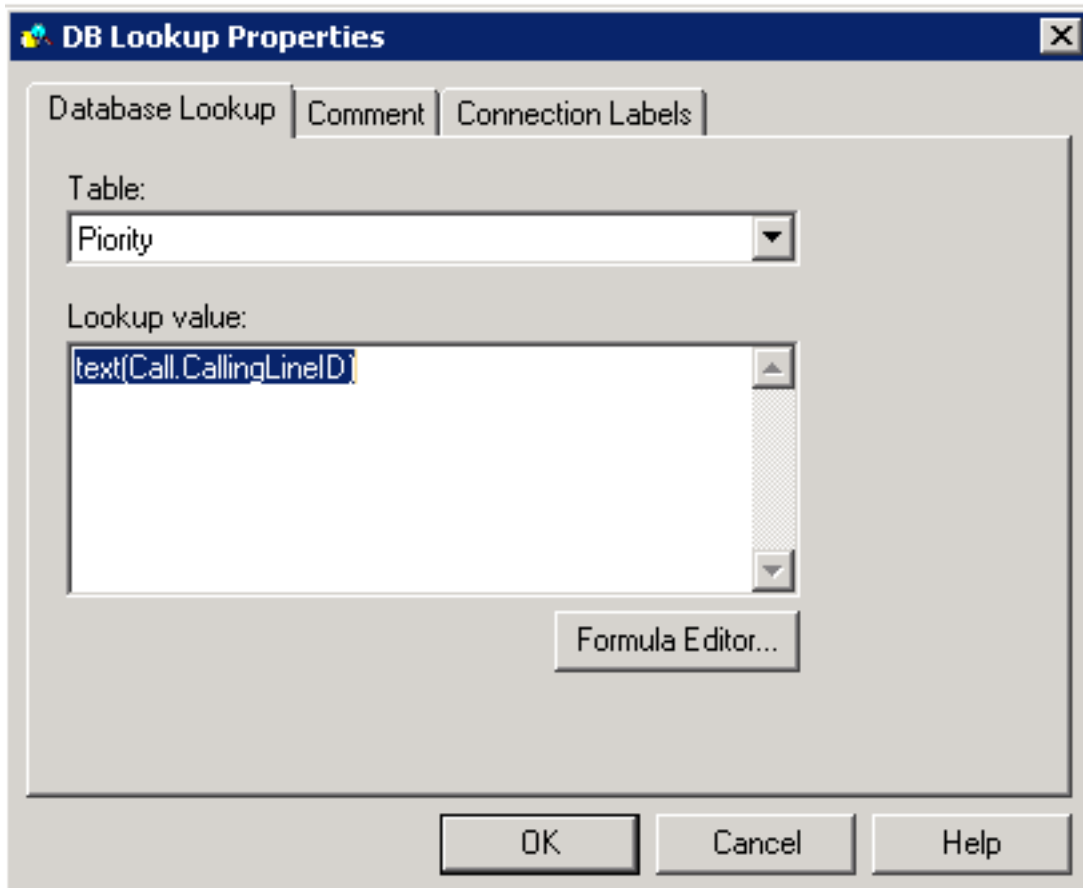 DB Lookup Properties
Database Lookup
Comment
Connection Labels
Table:
Piority
Lookup value:
text(Call.CallingLineID)
Formula Editor...
OK
Cancel
Help